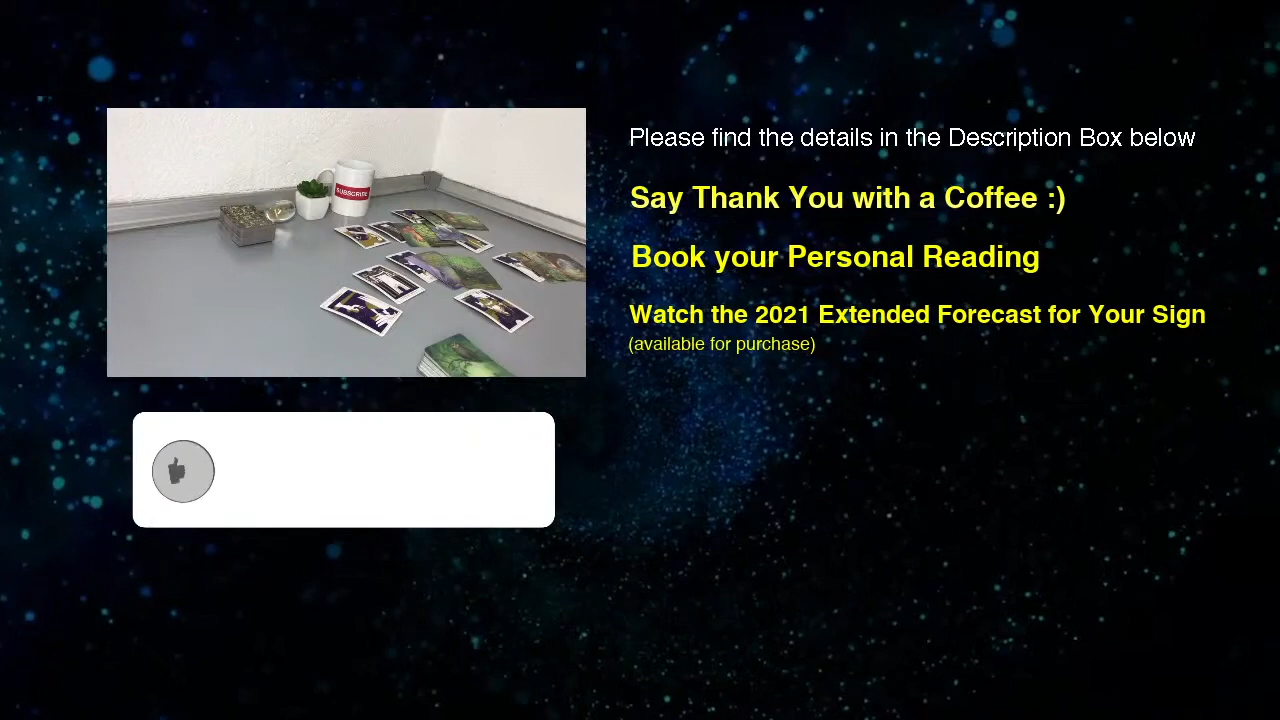 Please find the details in the Description Box below
Say Thank You with a Coffee :)
Book your Personal Reading
Watch the 2021 Extended Forecast for Your Sign
(available for purchase)
SUBSCRIBE